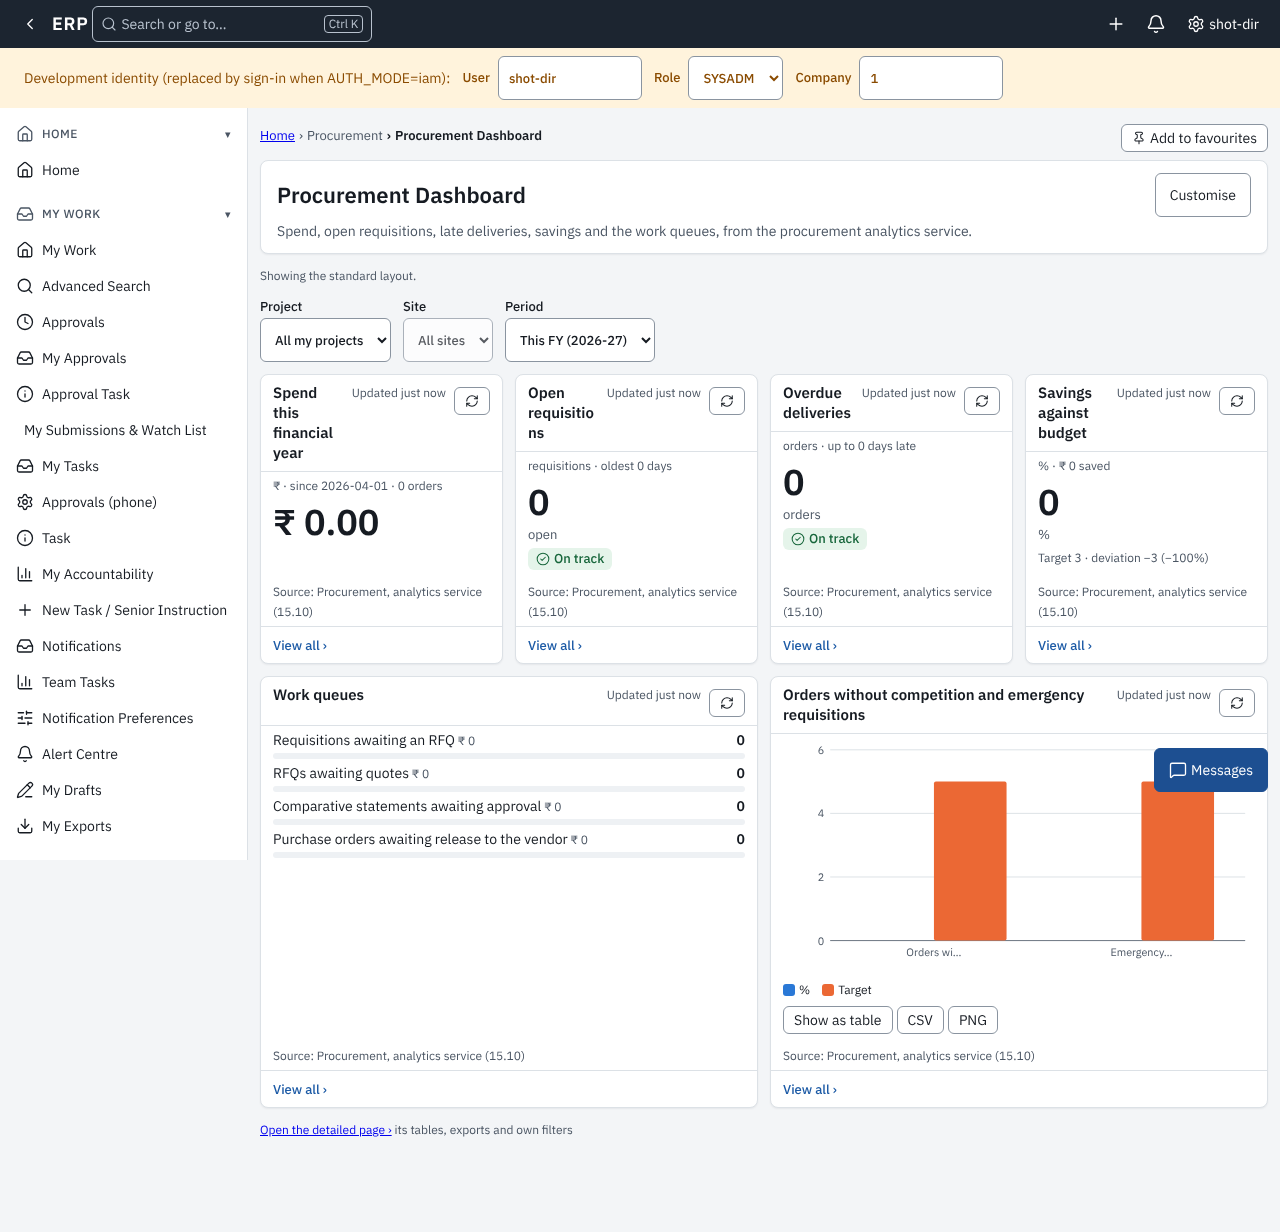 ERP
Search or go to...
Ctrl K
shot-dir
Development identity (replaced by sign-in when AUTH_MODE=iam):
User
shot-dir
Role
SYSADM
Company
1
HOME
Home
MY WORK
My Work
Advanced Search
Approvals
My Approvals
Approval Task
My Submissions & Watch List
My Tasks
Approvals (phone)
Task
My Accountability
New Task / Senior Instruction
Notifications
Team Tasks
Notification Preferences
Alert Centre
My Drafts
My Exports
Home › Procurement › Procurement Dashboard
Add to favourites
Procurement Dashboard
Customise
Spend, open requisitions, late deliveries, savings and the work queues, from the procurement analytics service.
Showing the standard layout.
Project
All my projects
Site
All sites
Period
This FY (2026-27)
Spend
this
financial
year
Updated just now
₹ · since 2026-04-01 · 0 orders
₹ 0.00
Source: Procurement, analytics service
(15.10)
View all ›
Open
requisitio
ns
Updated just now
requisitions · oldest 0 days
0
open
On track
Source: Procurement, analytics service
(15.10)
View all ›
Overdue
deliveries
Updated just now
orders · up to 0 days late
0
orders
On track
Source: Procurement, analytics service
(15.10)
View all ›
Savings
against
budget
Updated just now
% · ₹ 0 saved
0
%
Target 3 · deviation −3 (−100%)
Source: Procurement, analytics service
(15.10)
View all ›
Work queues
Updated just now
Requisitions awaiting an RFQ ₹ 0 0
RFQs awaiting quotes ₹ 0 0
Comparative statements awaiting approval ₹ 0 0
Purchase orders awaiting release to the vendor ₹ 0 0
Source: Procurement, analytics service (15.10)
View all ›
Orders without competition and emergency
requisitions
Updated just now
6
4
2
0
Orders wi...
Emergency...
Messages
% Target
Show as table
CSV
PNG
Source: Procurement, analytics service (15.10)
View all ›
Open the detailed page › its tables, exports and own filters